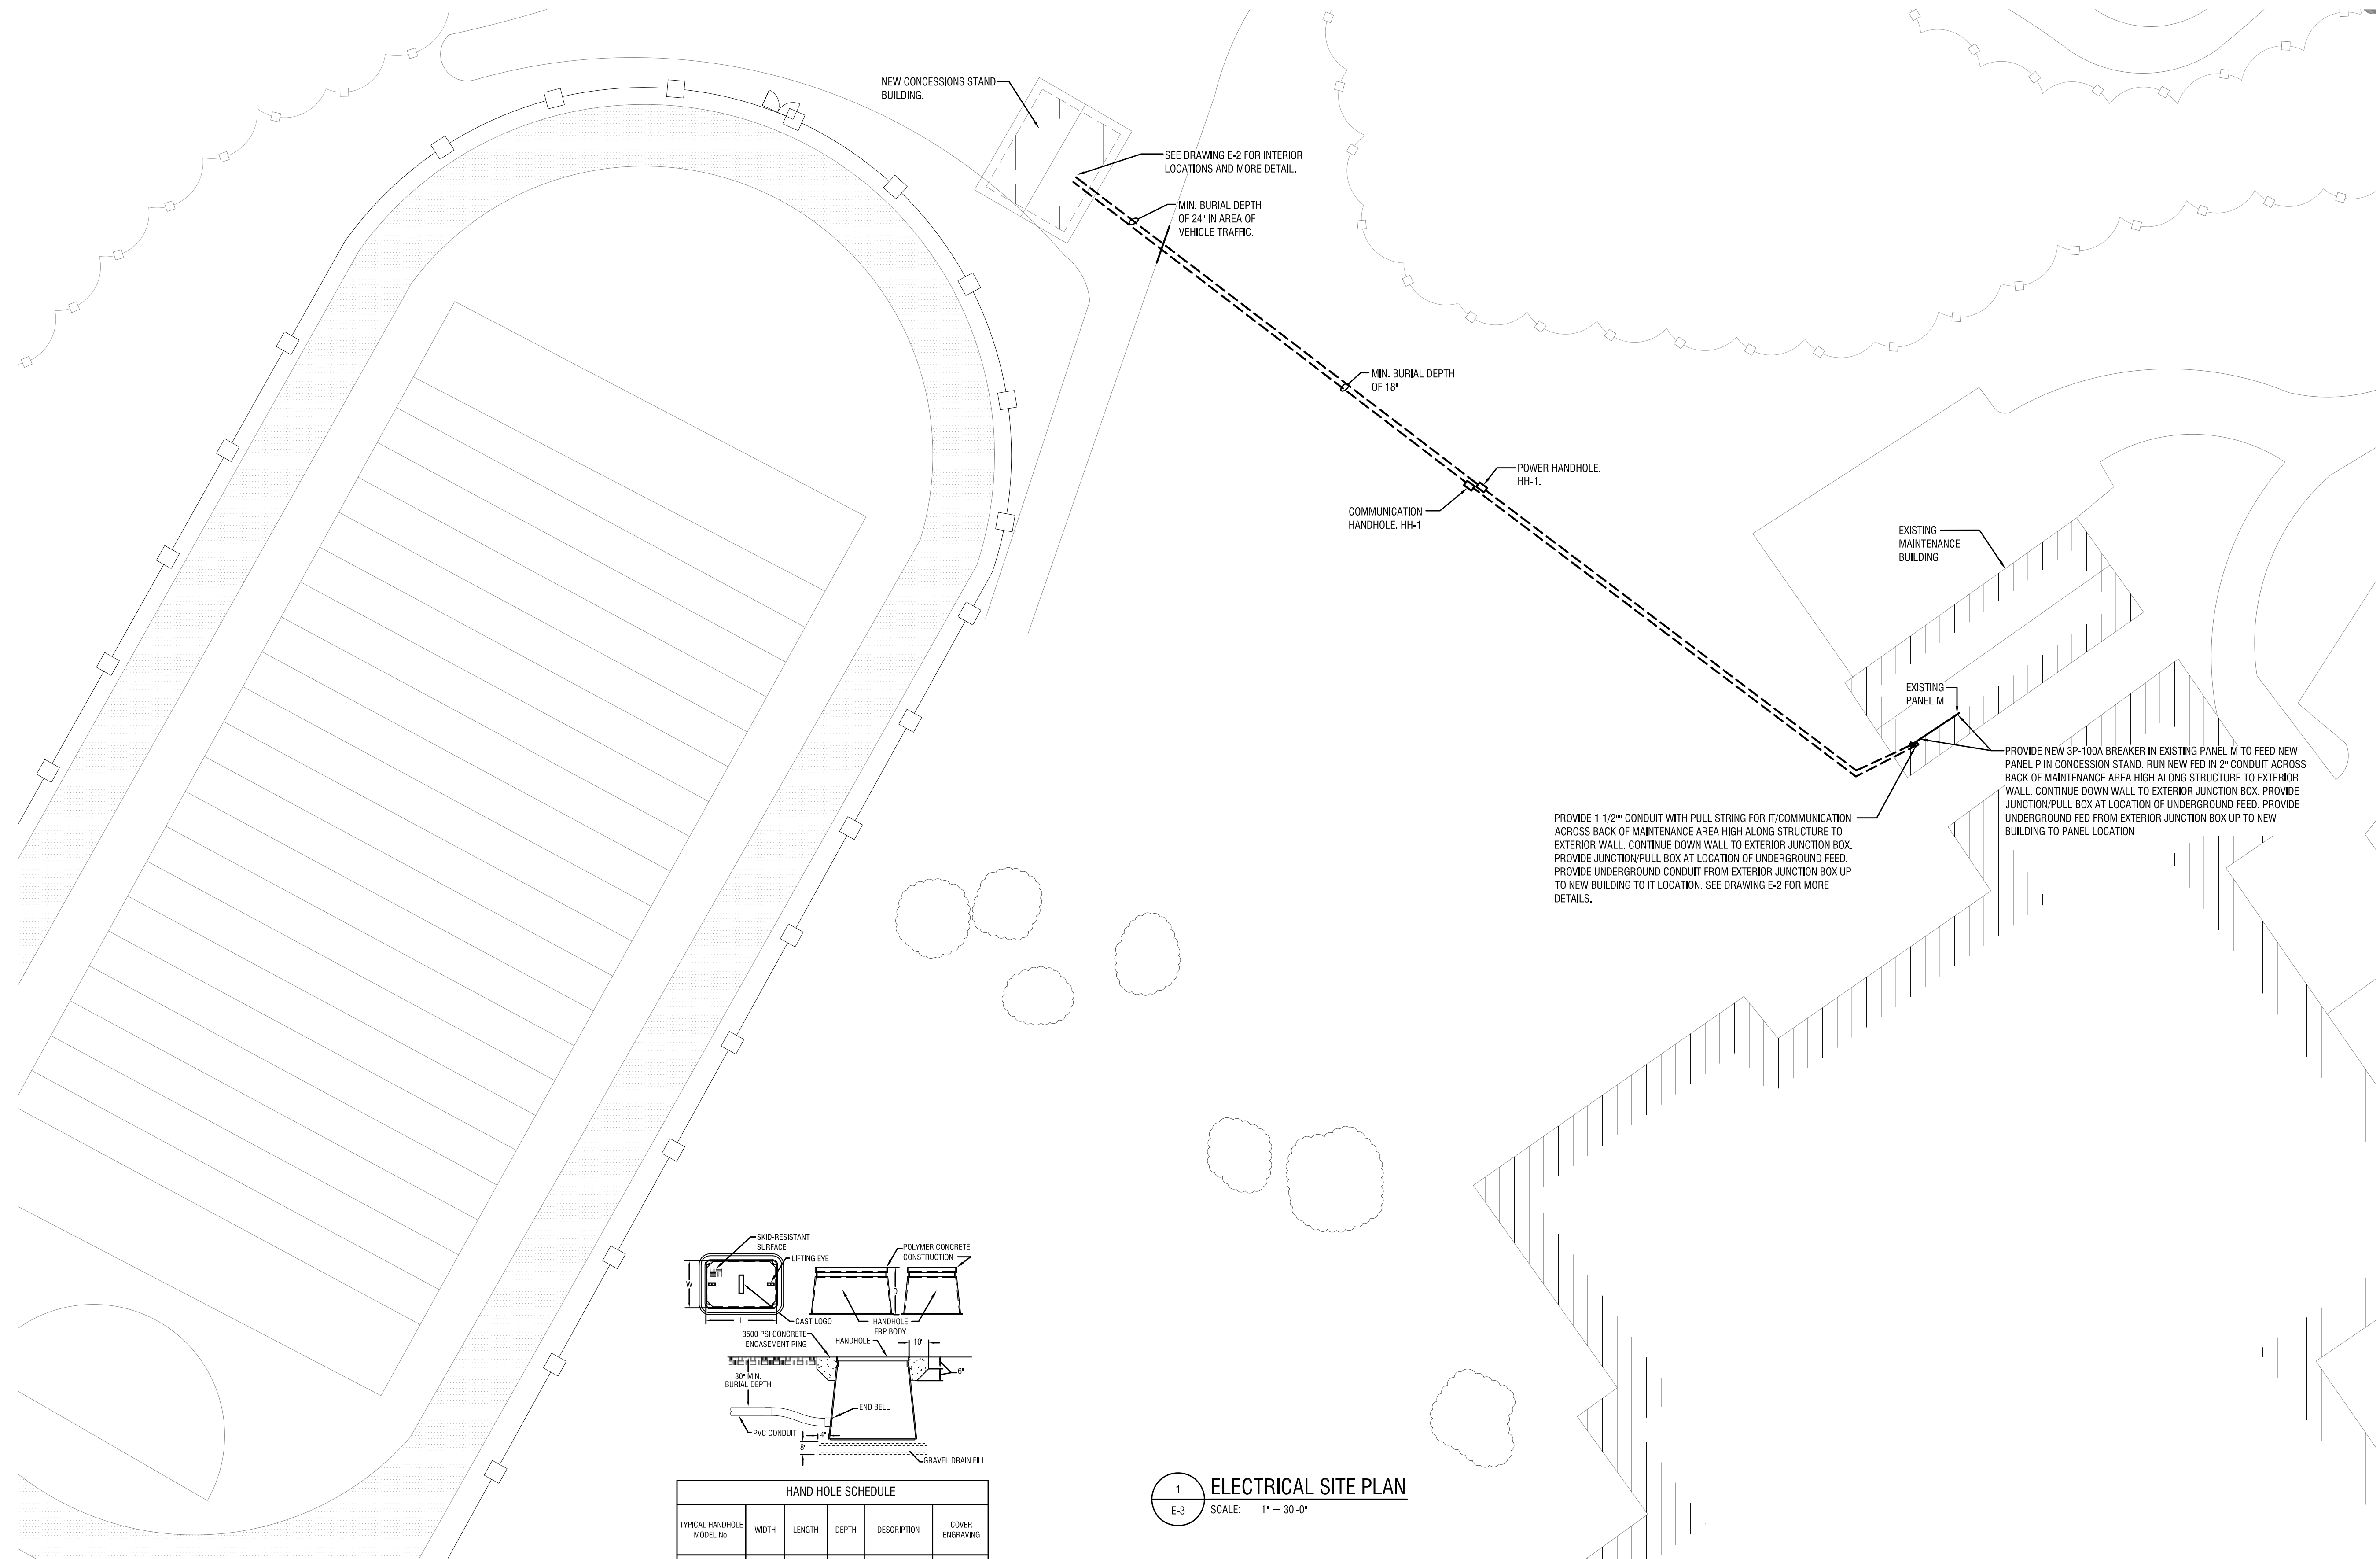 NEW CONCESSIONS STAND
BUILDING.
SEE DRAWING E-2 FOR INTERIOR
LOCATIONS AND MORE DETAIL.
MIN. BURIAL DEPTH
OF 24" IN AREA OF
VEHICLE TRAFFIC.
MIN. BURIAL DEPTH
OF 18"
POWER HANDHOLE.
HH-1.
COMMUNICATION
HANDHOLE. HH-1
EXISTING
MAINTENANCE
BUILDING
EXISTING
PANEL M
PROVIDE NEW 3P-100A BREAKER IN EXISTING PANEL M TO FEED NEW
PANEL P IN CONCESSION STAND. RUN NEW FED IN 2" CONDUIT ACROSS
BACK OF MAINTENANCE AREA HIGH ALONG STRUCTURE TO EXTERIOR
WALL. CONTINUE DOWN WALL TO EXTERIOR JUNCTION BOX. PROVIDE
JUNCTION/PULL BOX AT LOCATION OF UNDERGROUND FEED. PROVIDE
UNDERGROUND FED FROM EXTERIOR JUNCTION BOX UP TO NEW
BUILDING TO PANEL LOCATION
PROVIDE 1 1/2"" CONDUIT WITH PULL STRING FOR IT/COMMUNICATION
ACROSS BACK OF MAINTENANCE AREA HIGH ALONG STRUCTURE TO
EXTERIOR WALL. CONTINUE DOWN WALL TO EXTERIOR JUNCTION BOX.
PROVIDE JUNCTION/PULL BOX AT LOCATION OF UNDERGROUND FEED.
PROVIDE UNDERGROUND CONDUIT FROM EXTERIOR JUNCTION BOX UP
TO NEW BUILDING TO IT LOCATION. SEE DRAWING E-2 FOR MORE
DETAILS.
SKID-RESISTANT
SURFACE
LIFTING EYE
W
L
CAST LOGO
POLYMER CONCRETE
CONSTRUCTION
D
HANDHOLE
FRP BODY
3500 PSI CONCRETE
ENCASEMENT RING
HANDHOLE
10"
6"
30" MIN.
BURIAL DEPTH
END BELL
PVC CONDUIT
4"
8"
GRAVEL DRAIN FILL
HAND HOLE SCHEDULE
TYPICAL HANDHOLE
MODEL No.
WIDTH
LENGTH
DEPTH
DESCRIPTION
COVER
ENGRAVING
1
E-3
ELECTRICAL SITE PLAN
SCALE: 1" = 30'-0"